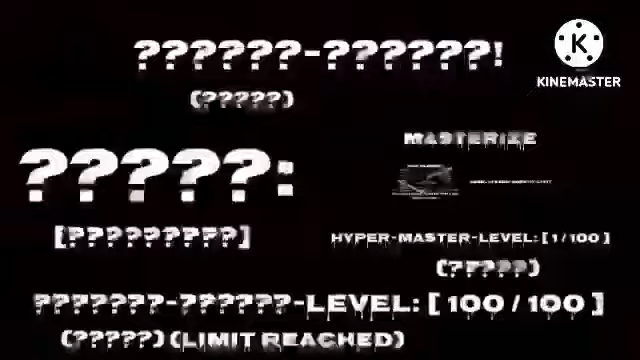 ??????-??????!
K
KINEMASTER
(?????)
MASTERIZE
?????:
[?????????]
HYPER-MASTER-LEVEL: [ 1 / 100 ]
(?????)
???????-??????-LEVEL: [ 100 / 100 ]
(?????) (LIMIT REACHED)